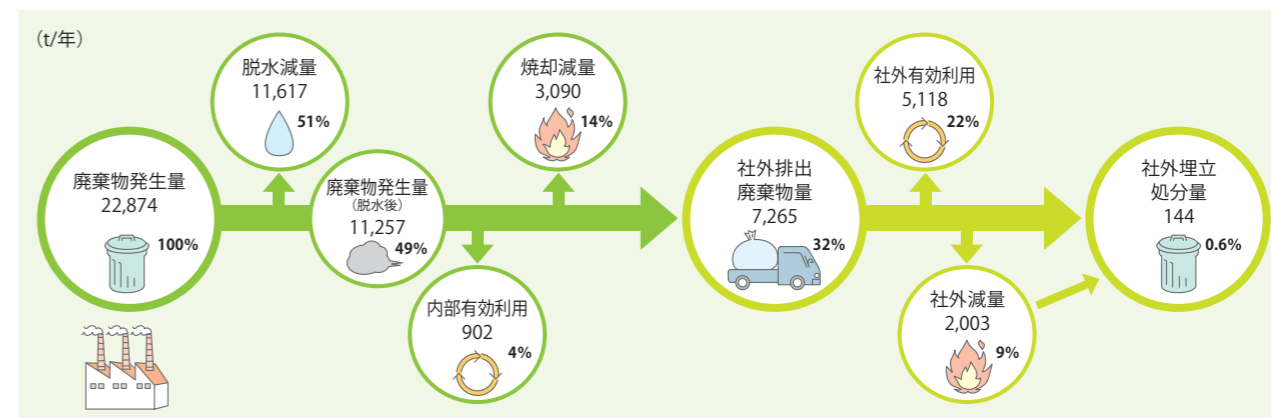 (t/年)
脱水減量
11,617
51%
焼却減量
3,090
14%
社外有効利用
5,118
22%
廃棄物発生量
22,874
100%
廃棄物発生量
(脱水後)
11,257
49%
社外排出
廃棄物量
7,265
32%
社外埋立
処分量
144
0.6%
内部有効利用
902
4%
社外減量
2,003
9%